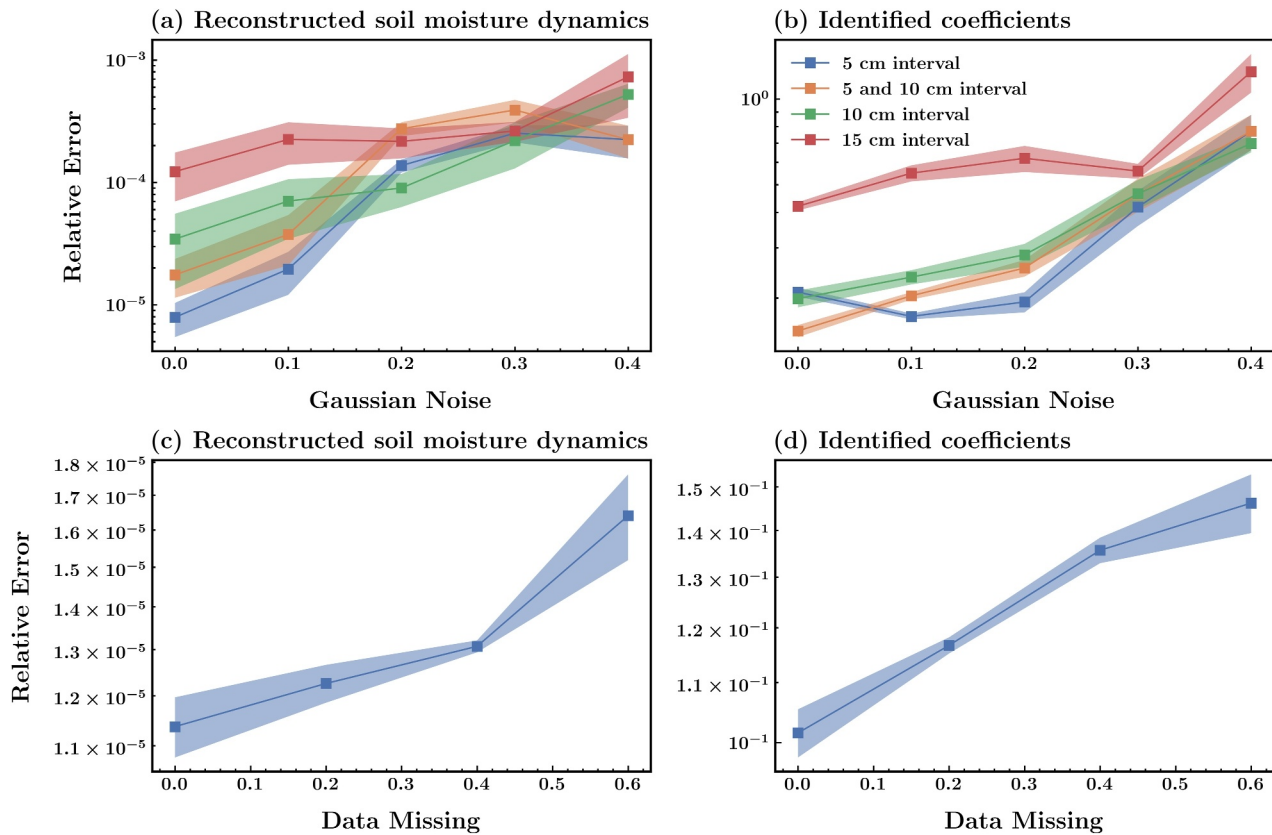 (a) Reconstructed soil moisture dynamics
(b) Identified coefficients
10⁻³
10⁻⁴
10⁻⁵
Relative Error
0.0 0.1 0.2 0.3 0.4
Gaussian Noise
10⁰
5 cm interval
5 and 10 cm interval
10 cm interval
15 cm interval
0.0 0.1 0.2 0.3 0.4
Gaussian Noise
(c) Reconstructed soil moisture dynamics
(d) Identified coefficients
1.8 × 10⁻⁵
1.7 × 10⁻⁵
1.6 × 10⁻⁵
1.5 × 10⁻⁵
1.4 × 10⁻⁵
1.3 × 10⁻⁵
1.2 × 10⁻⁵
1.1 × 10⁻⁵
Relative Error
0.0 0.1 0.2 0.3 0.4 0.5 0.6
Data Missing
1.5 × 10⁻¹
1.4 × 10⁻¹
1.3 × 10⁻¹
1.2 × 10⁻¹
1.1 × 10⁻¹
10⁻¹
0.0 0.1 0.2 0.3 0.4 0.5 0.6
Data Missing